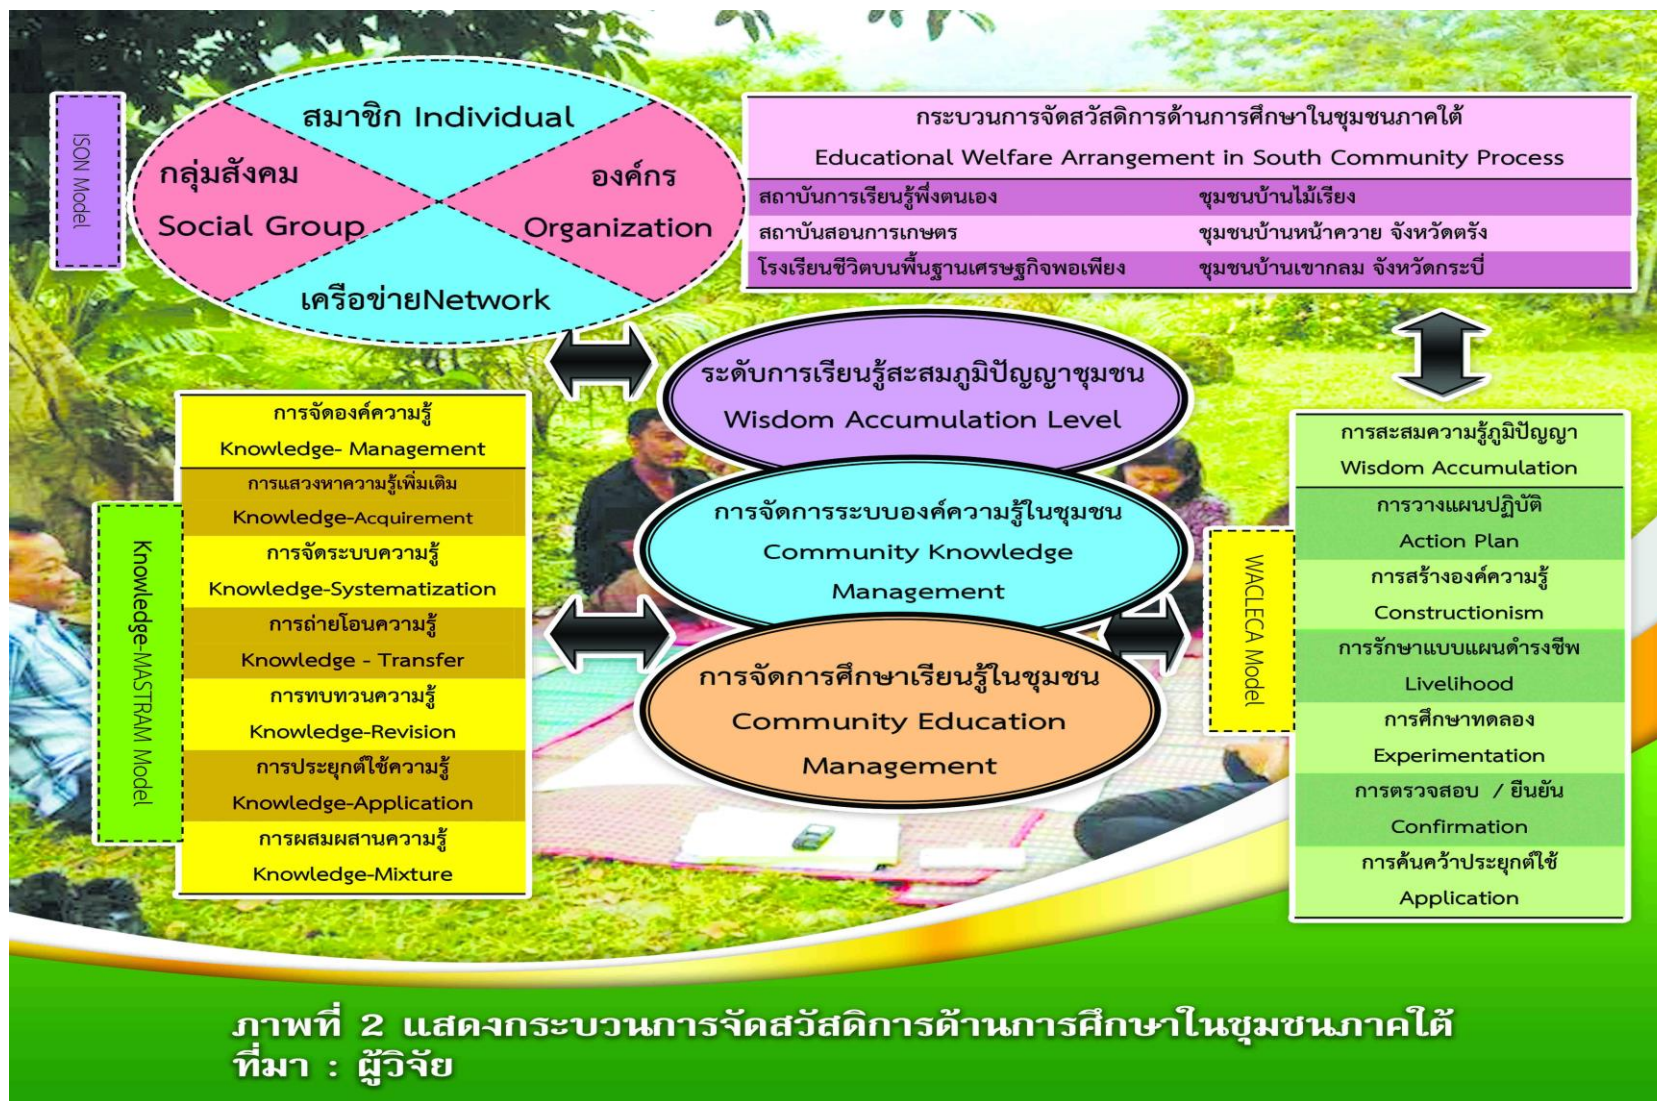 ISON Model
สมาชิก Individual
กลุ่มสังคม
Social Group
องค์กร
Organization
เครือข่ายNetwork
กระบวนการจัดสวัสดิการด้านการศึกษาในชุมชนภาคใต้
Educational Welfare Arrangement in South Community Process
สถาบันการเรียนรู้พึ่งตนเอง ชุมชนบ้านไม้เรียง
สถาบันสอนการเกษตร ชุมชนบ้านหน้าควาย จังหวัดตรัง
โรงเรียนชีวิตบนพื้นฐานเศรษฐกิจพอเพียง ชุมชนบ้านเขากลม จังหวัดกระบี่
ระดับการเรียนรู้สะสมภูมิปัญญาชุมชน
Wisdom Accumulation Level
การจัดการระบบองค์ความรู้ในชุมชน
Community Knowledge
Management
การจัดการศึกษาเรียนรู้ในชุมชน
Community Education
Management
Knowledge-MASTRAM Model
การจัดองค์ความรู้
Knowledge- Management
การแสวงหาความรู้เพิ่มเติม
Knowledge-Acquirement
การจัดระบบความรู้
Knowledge-Systematization
การถ่ายโอนความรู้
Knowledge - Transfer
การทบทวนความรู้
Knowledge-Revision
การประยุกต์ใช้ความรู้
Knowledge-Application
การผสมผสานความรู้
Knowledge-Mixture
WACLECA Model
การสะสมความรู้ภูมิปัญญา
Wisdom Accumulation
การวางแผนปฏิบัติ
Action Plan
การสร้างองค์ความรู้
Constructionism
การรักษาแบบแผนดำรงชีพ
Livelihood
การศึกษาทดลอง
Experimentation
การตรวจสอบ / ยืนยัน
Confirmation
การค้นคว้าประยุกต์ใช้
Application
ภาพที่ 2 แสดงกระบวนการจัดสวัสดิการด้านการศึกษาในชุมชนภาคใต้
ที่มา : ผู้วิจัย